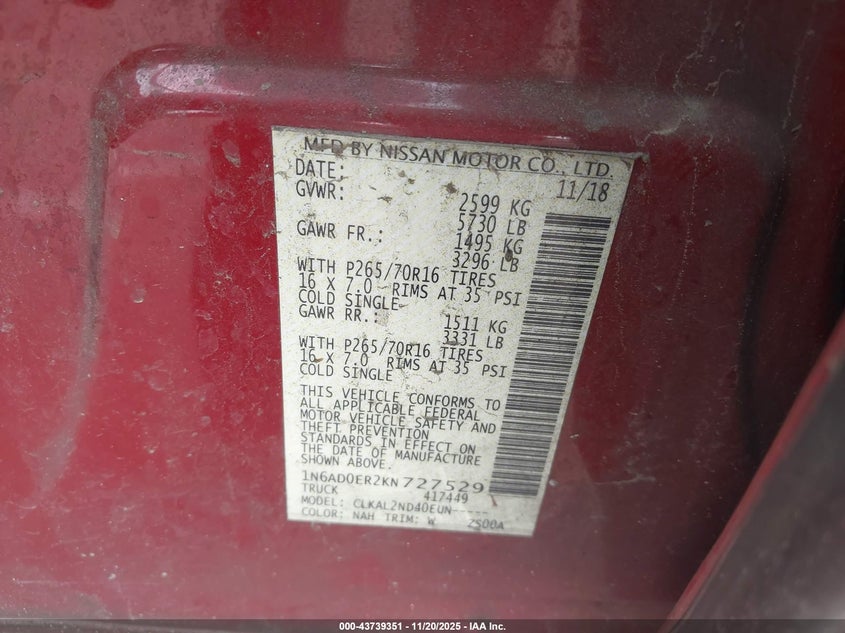 MFD BY NISSAN MOTOR CO., LTD.
DATE: 11/18
GVWR: 2599 KG
5730 LB
GAWR FR.: 1495 KG
3296 LB
WITH P265/70R16 TIRES
16 X 7.0 RIMS AT 35 PSI
COLD SINGLE
GAWR RR.: 1511 KG
3331 LB
WITH P265/70R16 TIRES
16 X 7.0 RIMS AT 35 PSI
COLD SINGLE
THIS VEHICLE CONFORMS TO
ALL APPLICABLE FEDERAL
MOTOR VEHICLE SAFETY AND
THEFT PREVENTION
STANDARDS IN EFFECT ON
THE DATE OF MANUFACTURE
SHOWN ABOVE.
1N6AD0ER2KN727529
TRUCK 417449
MODEL: CLKAL2ND40EUN-----
COLOR: NAH TRIM: W ZS00A
000-43739351 | 11/20/2025 - IAA Inc.